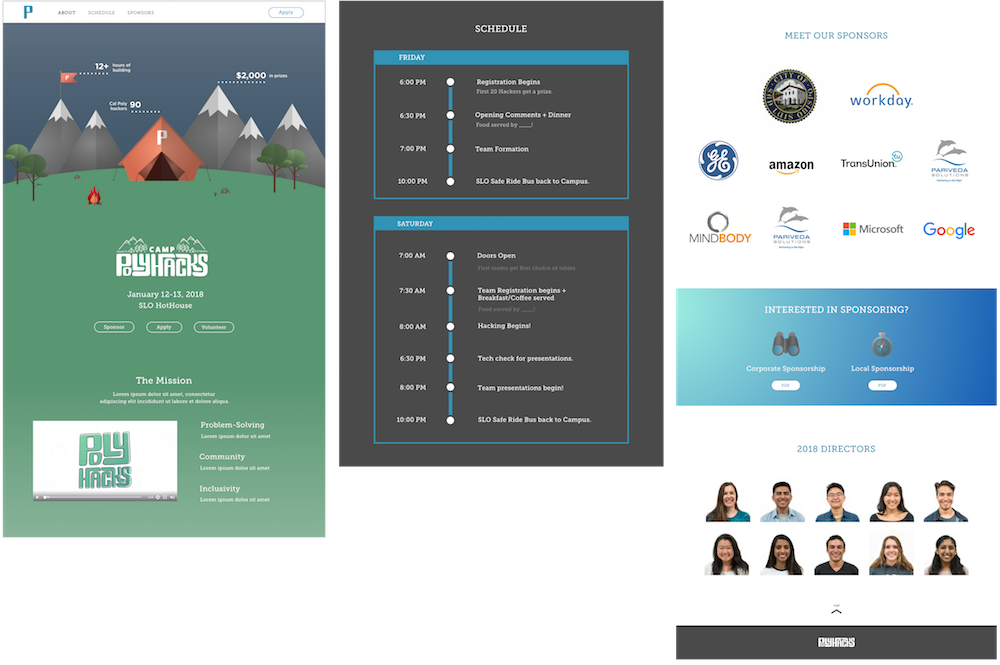 P
ABOUT
SCHEDULE
SPONSORS
Apply
12+ hours of
building
P
$2,000 in prizes
Cal Poly
hackers 90
P
CAMP
POLYHACKS
January 12-13, 2018
SLO HotHouse
Sponsor
Apply
Volunteer
The Mission
Lorem ipsum dolor sit amet, consectetur
adipiscing elit incididunt ut labore et dolore aliqua.
POLY
HACKS
Problem-Solving
Lorem ipsum dolor sit amet
Community
Lorem ipsum dolor sit amet
Inclusivity
Lorem ipsum dolor sit amet
SCHEDULE
FRIDAY
6:00 PM Registration Begins
First 20 Hackers get a prize.
6:30 PM Opening Comments + Dinner
Food served by ____!
7:00 PM Team Formation
10:00 PM SLO Safe Ride Bus back to Campus.
SATURDAY
7:00 AM Doors Open
First teams get first choice of tables.
7:30 AM Team Registration begins +
Breakfast/Coffee served
Food served by ____!
8:00 AM Hacking Begins!
6:30 PM Tech check for presentations.
8:00 PM Team presentations begin!
10:00 PM SLO Safe Ride Bus back to Campus.
MEET OUR SPONSORS
CITY OF
SAN LUIS OBISPO
workday.
GE
amazon
TransUnion
tu
PARIVEDA
SOLUTIONS
MINDBODY
PARIVEDA
SOLUTIONS
Microsoft
Google
INTERESTED IN SPONSORING?
Corporate Sponsorship
Local Sponsorship
PDF
PDF
2018 DIRECTORS
TOP
POLYHACKS